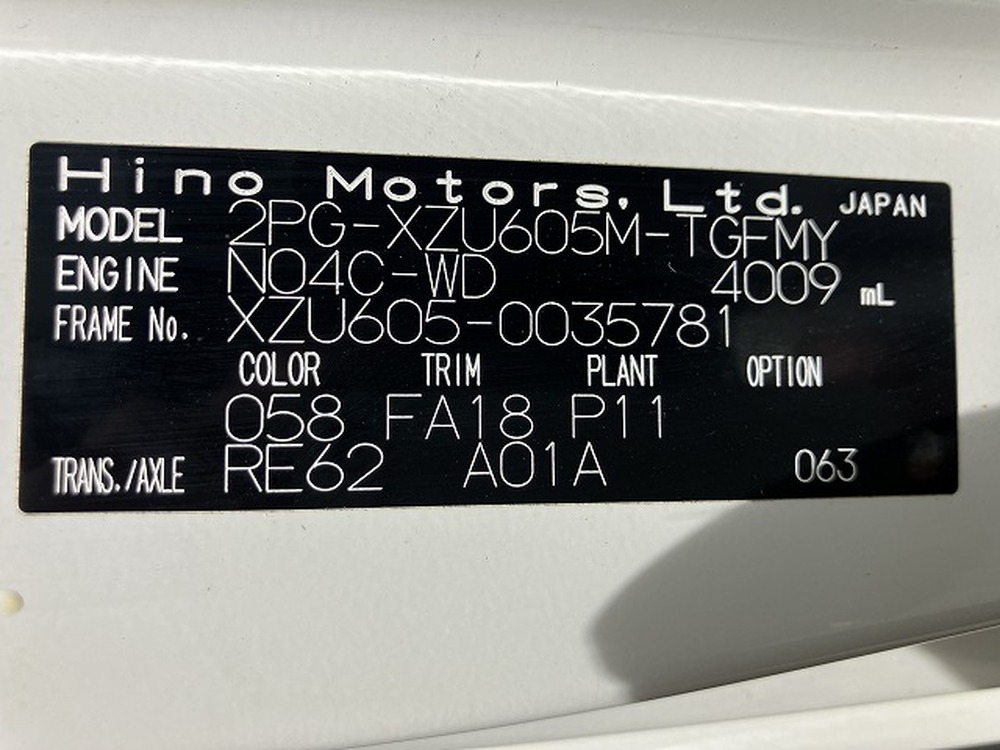 Hino Motors, Ltd. JAPAN
MODEL 2PG-XZU605M-TGFMY
ENGINE N04C-WD 4009 mL
FRAME No. XZU605-0035781
COLOR TRIM PLANT OPTION
058 FA18 P11
TRANS./AXLE RE62 A01A 063